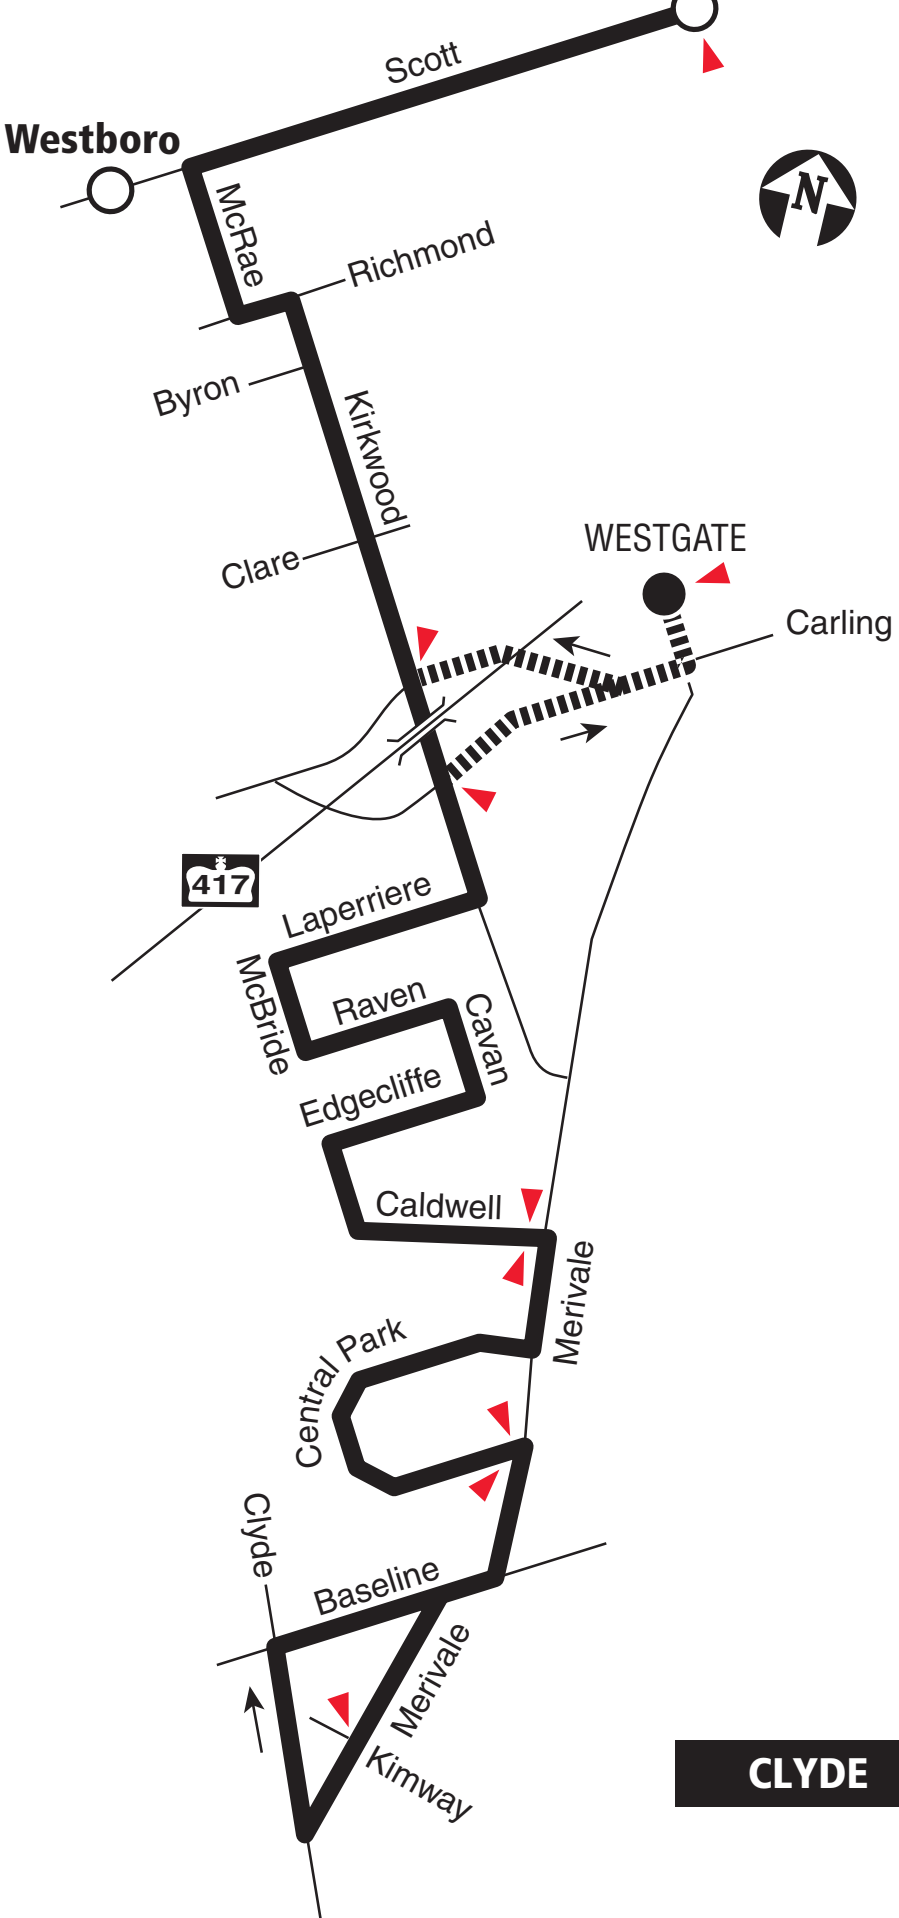 Scott
Westboro
McRae
N
Richmond
Byron
Kirkwood
Clare
WESTGATE
Carling
417
Laperriere
McBride
Raven
Cavan
Edgecliffe
Caldwell
Merivale
Central Park
Clyde
Baseline
Merivale
Kimway
CLYDE